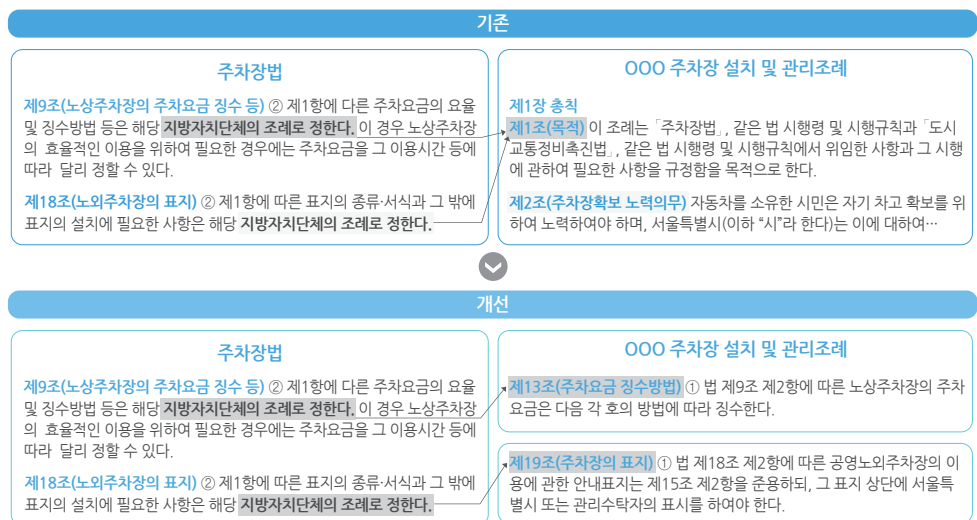 기존
주차장법
제9조(노상주차장의 주차요금 징수 등) ② 제1항에 다른 주차요금의 요율
및 징수방법 등은 해당 지방자치단체의 조례로 정한다. 이 경우 노상주차장
의 효율적인 이용을 위하여 필요한 경우에는 주차요금을 그 이용시간 등에
따라 달리 정할 수 있다.
제18조(노외주차장의 표지) ② 제1항에 따른 표지의 종류·서식과 그 밖에
표지의 설치에 필요한 사항은 해당 지방자치단체의 조례로 정한다.
OOO 주차장 설치 및 관리조례
제1장 총칙
제1조(목적) 이 조례는 「주차장법」, 같은 법 시행령 및 시행규칙과 「도시
교통정비촉진법」, 같은 법 시행령 및 시행규칙에서 위임한 사항과 그 시행
에 관하여 필요한 사항을 규정함을 목적으로 한다.
제2조(주차장확보 노력의무) 자동차를 소유한 시민은 자기 차고 확보를 위
하여 노력하여야 하며, 서울특별시(이하 “시”라 한다)는 이에 대하여…
개선
주차장법
제9조(노상주차장의 주차요금 징수 등) ② 제1항에 다른 주차요금의 요율
및 징수방법 등은 해당 지방자치단체의 조례로 정한다. 이 경우 노상주차장
의 효율적인 이용을 위하여 필요한 경우에는 주차요금을 그 이용시간 등에
따라 달리 정할 수 있다.
제18조(노외주차장의 표지) ② 제1항에 따른 표지의 종류·서식과 그 밖에
표지의 설치에 필요한 사항은 해당 지방자치단체의 조례로 정한다.
OOO 주차장 설치 및 관리조례
제13조(주차요금 징수방법) ① 법 제9조 제2항에 따른 노상주차장의 주차
요금은 다음 각 호의 방법에 따라 징수한다.
제19조(주차장의 표지) ① 법 제18조 제2항에 따른 공영노외주차장의 이
용에 관한 안내표지는 제15조 제2항을 준용하되, 그 표지 상단에 서울특
별시 또는 관리수탁자의 표시를 하여야 한다.